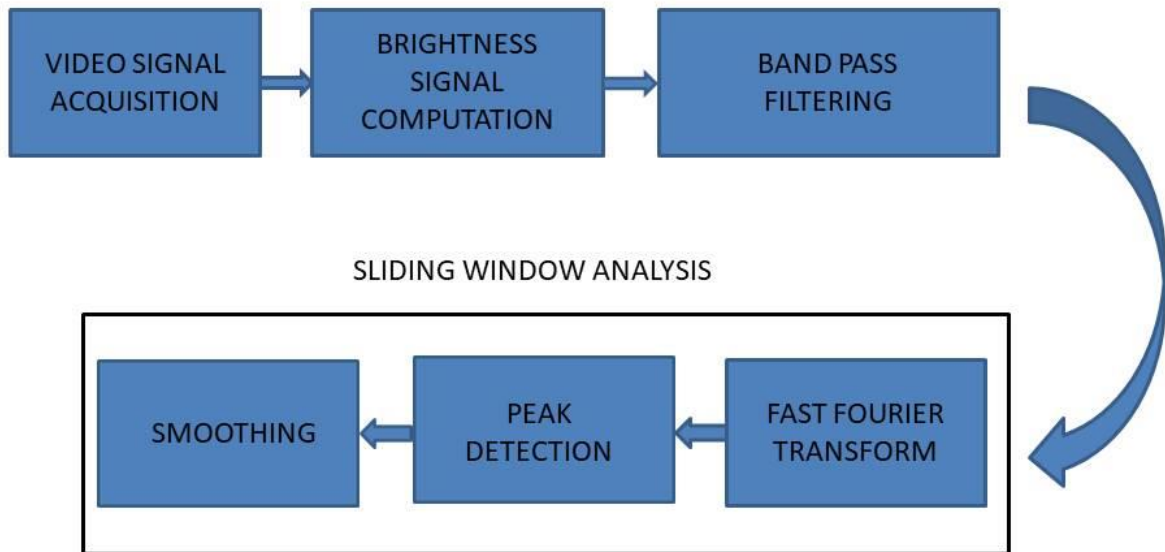 VIDEO SIGNAL
ACQUISITION
BRIGHTNESS
SIGNAL
COMPUTATION
BAND PASS
FILTERING
SLIDING WINDOW ANALYSIS
FAST FOURIER
TRANSFORM
PEAK
DETECTION
SMOOTHING